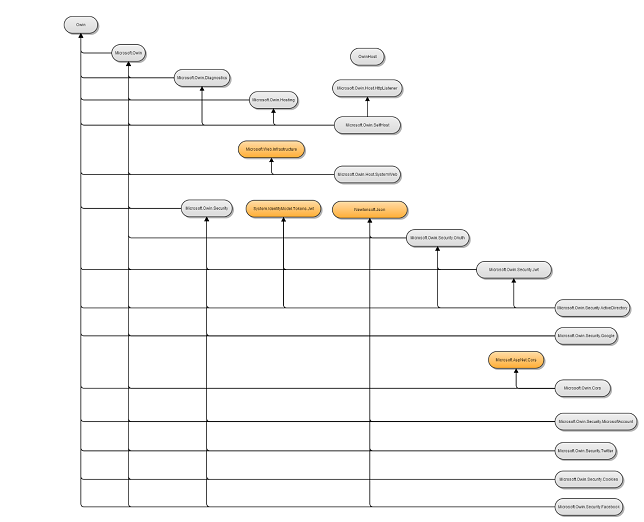 Owin
Microsoft.Owin
OwinHost
Microsoft.Owin.Diagnostics
Microsoft.Owin.Host.HttpListener
Microsoft.Owin.Hosting
Microsoft.Owin.SelfHost
Microsoft.Web.Infrastructure
Microsoft.Owin.Host.SystemWeb
Microsoft.Owin.Security
System.IdentityModel.Tokens.Jwt
Newtonsoft.Json
Microsoft.Owin.Security.OAuth
Microsoft.Owin.Security.Jwt
Microsoft.Owin.Security.ActiveDirectory
Microsoft.Owin.Security.Google
Microsoft.AspNet.Cors
Microsoft.Owin.Cors
Microsoft.Owin.Security.MicrosoftAccount
Microsoft.Owin.Security.Twitter
Microsoft.Owin.Security.Cookies
Microsoft.Owin.Security.Facebook